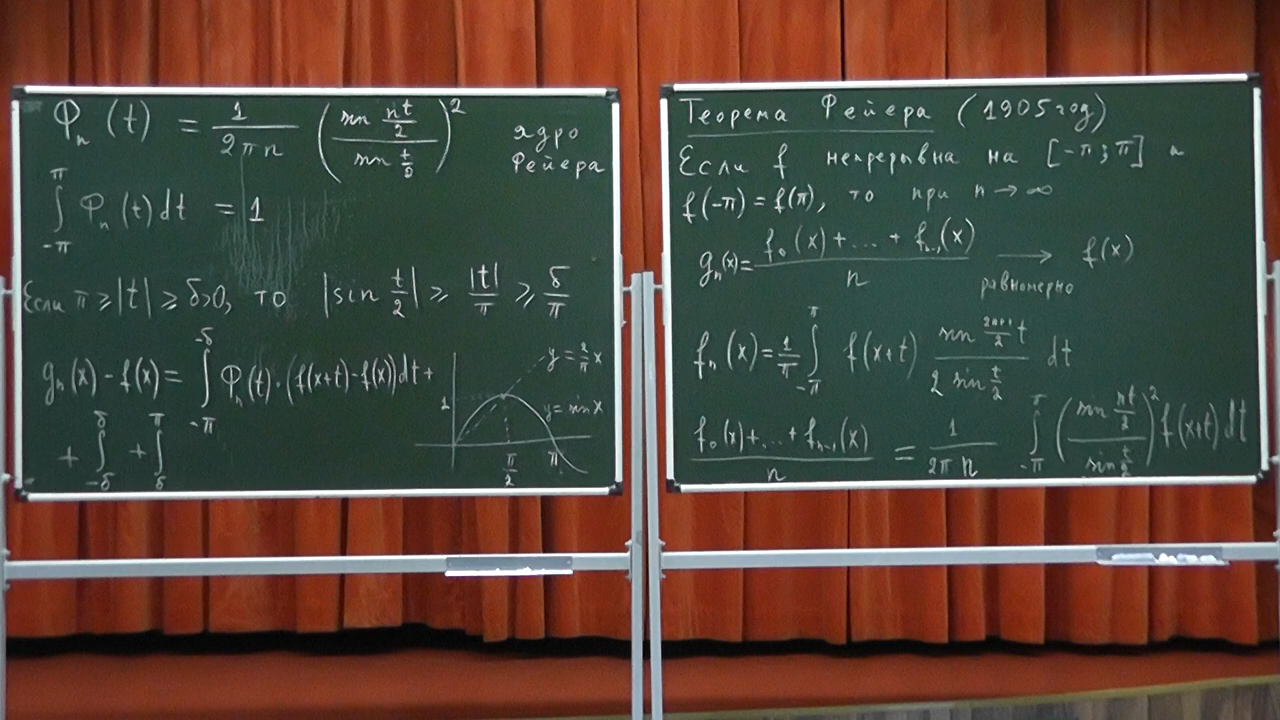 Φₙ(t) = 1/(2πn) (sin(nt/2)/sin(t/2))²
ядро
Фейера
∫_{-π}^{π} Φₙ(t)dt = 1
Если π ≥ |t| ≥ δ>0, то |sin t/2| ≥ |t|/π ≥ δ/π
gₙ(x) - f(x) = ∫_{-π}^{-δ} Φₙ(t)·(f(x+t)-f(x))dt +
+ ∫_{-δ}^{δ} + ∫_{δ}^{π}
y = 2/π x
1
y = sin x
π/2
π
Теорема Фейера (1905 год)
Если f непрерывна на [-π; π] и
f(-π) = f(π), то при n → ∞
gₙ(x) = (f₀(x) + ... + fₙ₋₁(x))/n → f(x)
равномерно
fₙ(x) = 1/π ∫_{-π}^{π} f(x+t) sin((2n+1)/2 t)/(2 sin(t/2)) dt
(f₀(x) + ... + fₙ₋₁(x))/n = 1/(2πn) ∫_{-π}^{π} (sin(nt/2)/sin(t/2))² f(x+t)dt